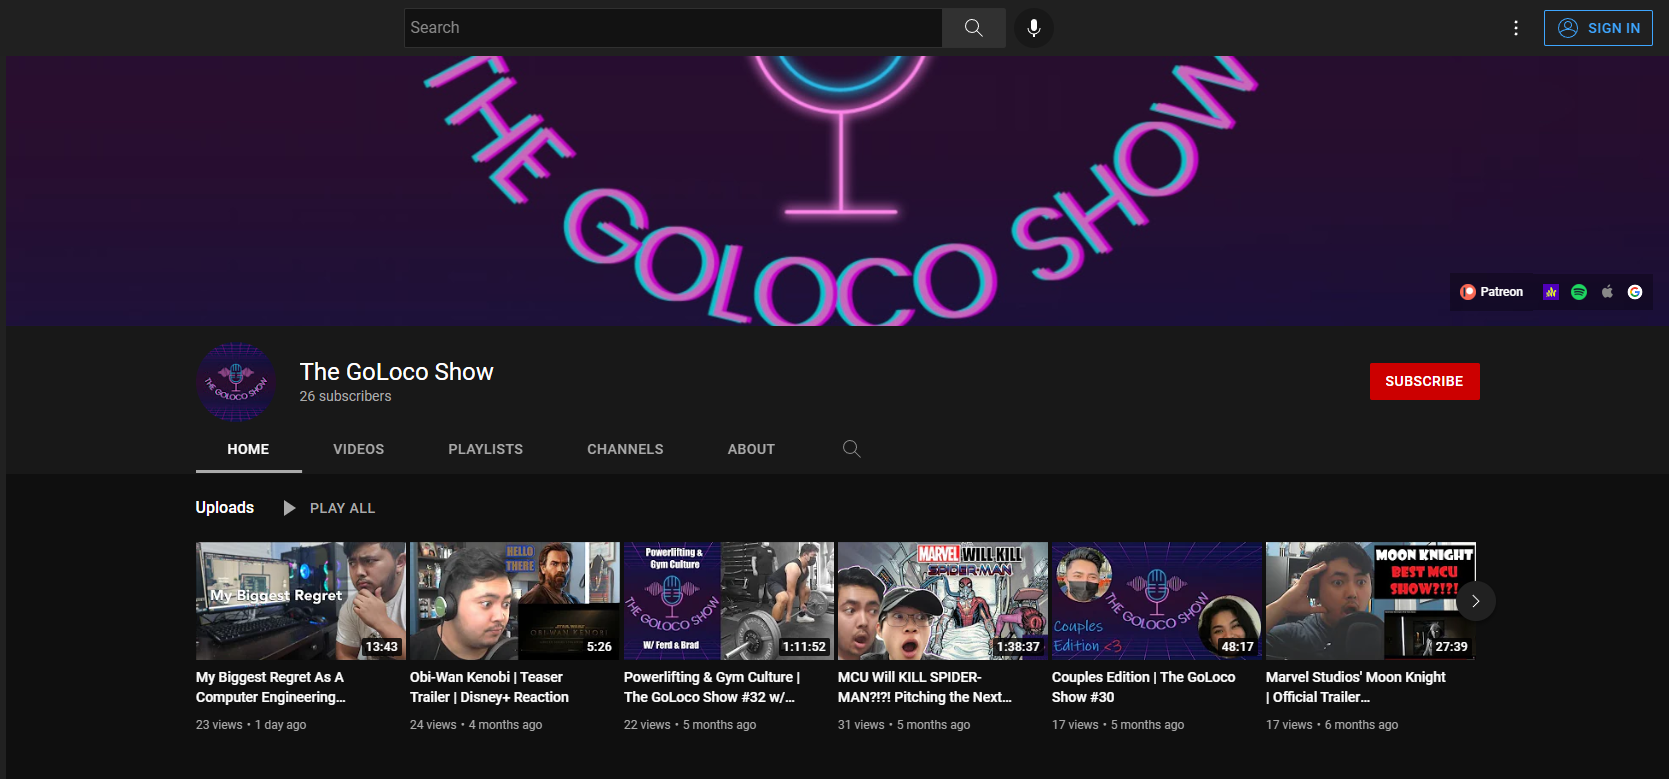 Search
SIGN IN
THE GOLOCO SHOW
Patreon
THE GOLOCO SHOW
The GoLoco Show
26 subscribers
SUBSCRIBE
HOME
VIDEOS
PLAYLISTS
CHANNELS
ABOUT
Uploads
PLAY ALL
My Biggest Regret
13:43
My Biggest Regret As A
Computer Engineering...
23 views • 1 day ago
HELLO
THERE
STAR WARS
OBI-WAN KENOBI
5:26
Obi-Wan Kenobi | Teaser
Trailer | Disney+ Reaction
24 views • 4 months ago
Powerlifting &
Gym Culture
THE GOLOCO SHOW
W/ Ferd & Brad
1:11:52
Powerlifting & Gym Culture |
The GoLoco Show #32 w/...
22 views • 5 months ago
MARVEL WILL KILL
SPIDER-MAN
1:38:37
MCU Will KILL SPIDER-
MAN?!?! Pitching the Next...
31 views • 5 months ago
THE GOLOCO SHOW
Couples
Edition <3
48:17
Couples Edition | The GoLoco
Show #30
17 views • 5 months ago
MOON KNIGHT
BEST MCU
SHOW?!?!
27:39
Marvel Studios' Moon Knight
| Official Trailer...
17 views • 6 months ago